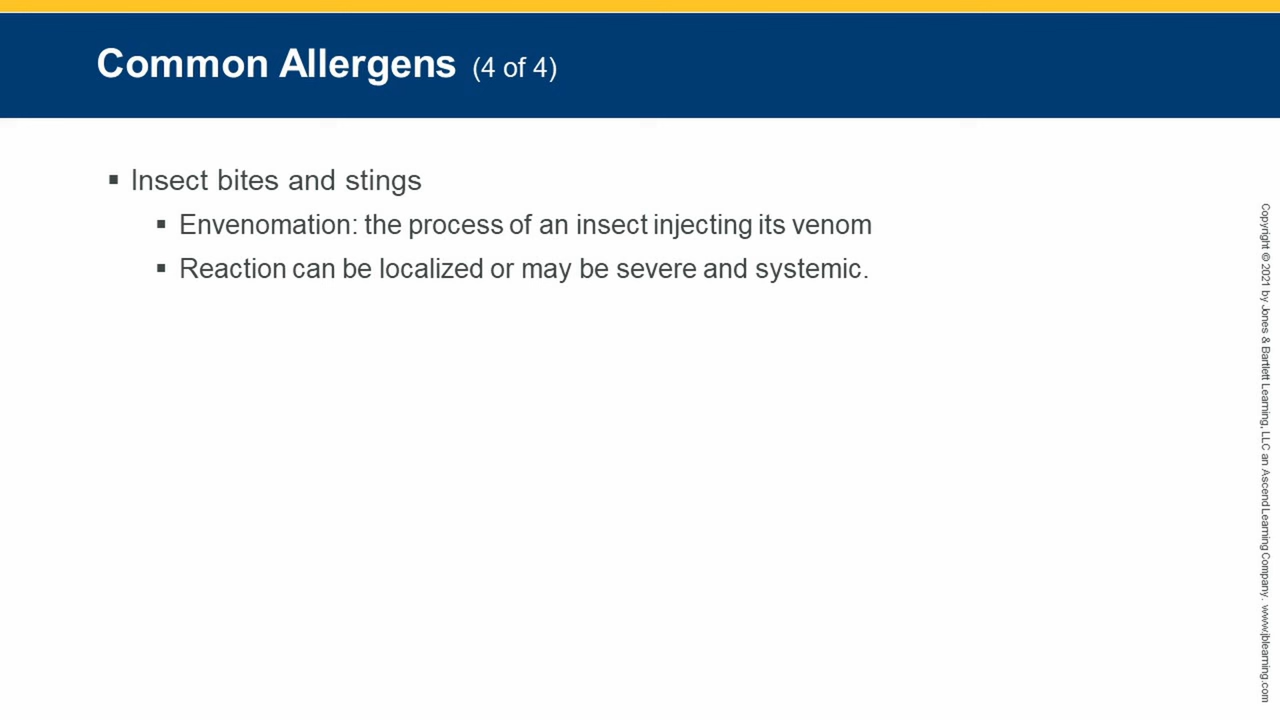 Common Allergens (4 of 4)
▪ Insect bites and stings
▪ Envenomation: the process of an insect injecting its venom
▪ Reaction can be localized or may be severe and systemic.
Copyright © 2021 by Jones & Bartlett Learning, LLC an Ascend Learning Company. www.jblearning.com